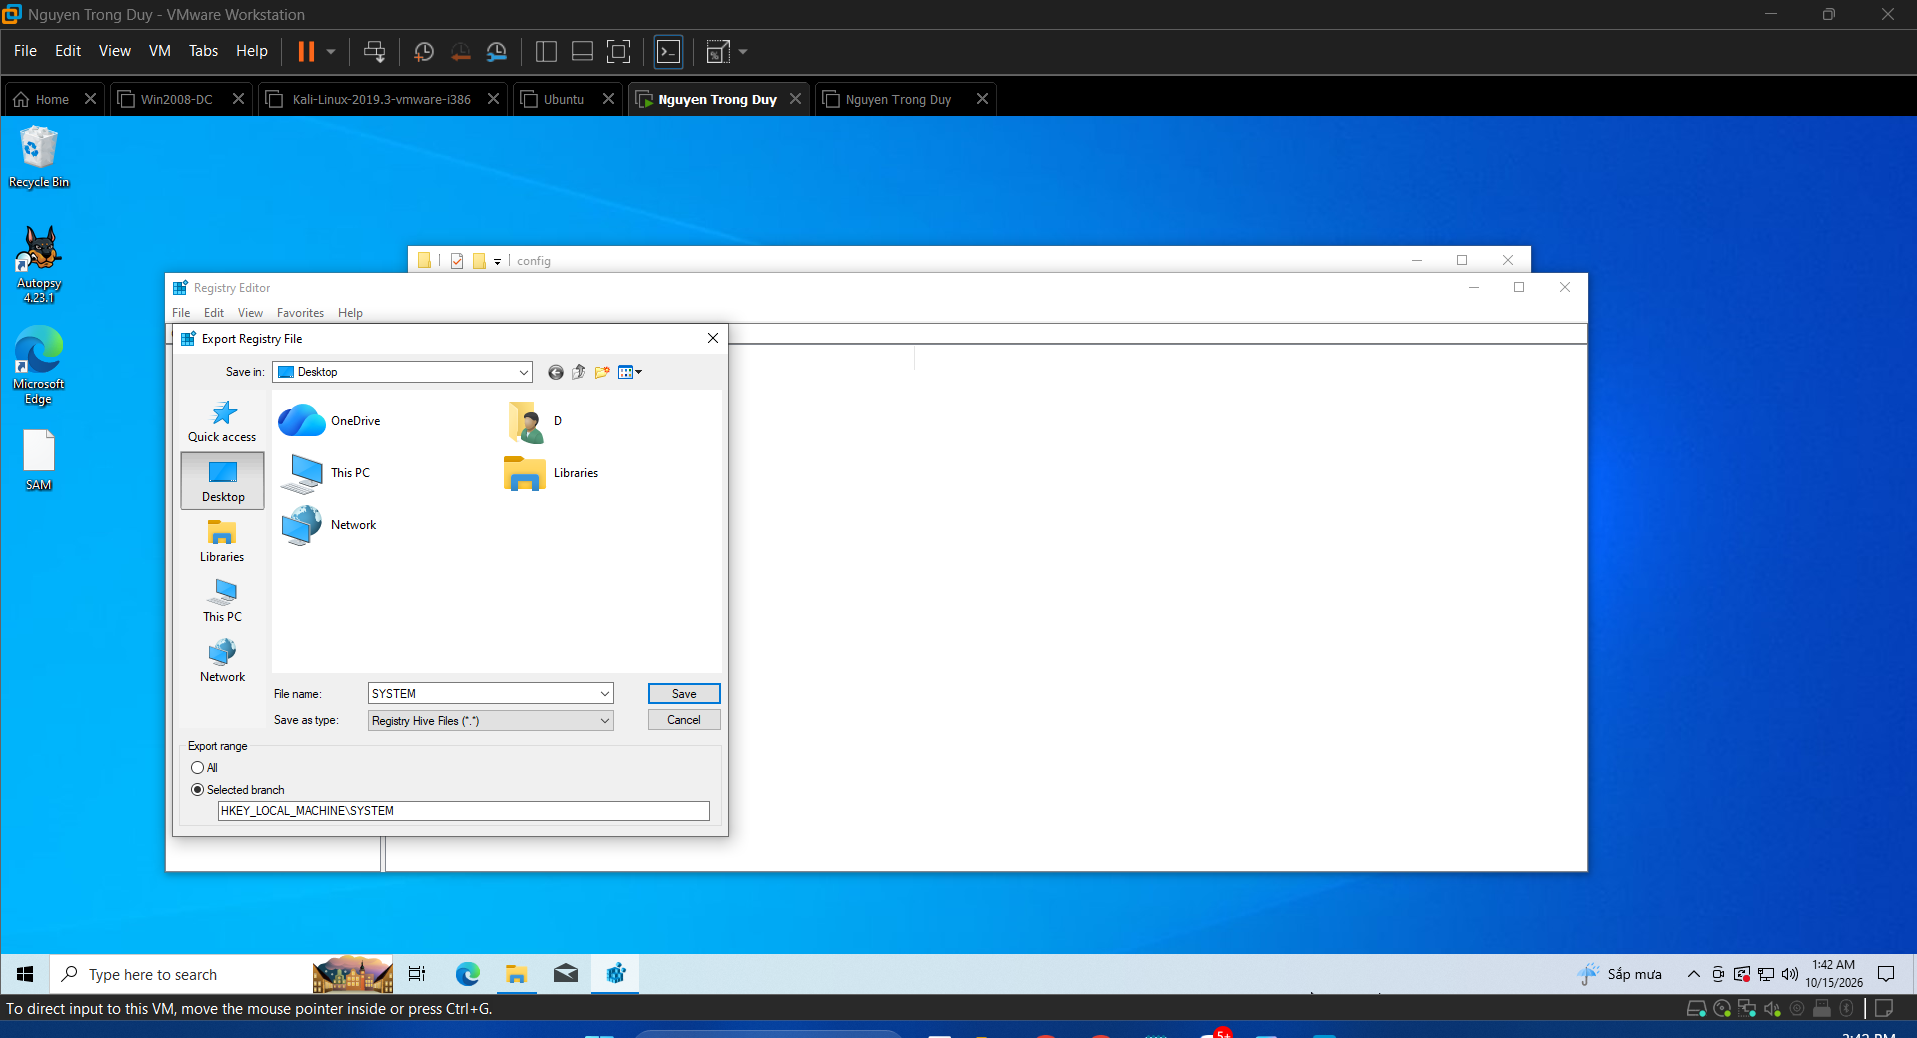 Nguyen Trong Duy - VMware Workstation
File Edit View VM Tabs Help
Home Win2008-DC Kali-Linux-2019.3-vmware-i386 Ubuntu Nguyen Trong Duy Nguyen Trong Duy
Recycle Bin
Autopsy
4.23.1
Microsoft
Edge
SAM
config
Registry Editor
File Edit View Favorites Help
Export Registry File
Save in: Desktop
Quick access
Desktop
Libraries
This PC
Network
OneDrive D
This PC Libraries
Network
File name: SYSTEM Save
Save as type: Registry Hive Files (*.*) Cancel
Export range
All
Selected branch
HKEY_LOCAL_MACHINE\SYSTEM
Type here to search
Sắp mưa
1:42 AM
10/15/2026
To direct input to this VM, move the mouse pointer inside or press Ctrl+G.
5+